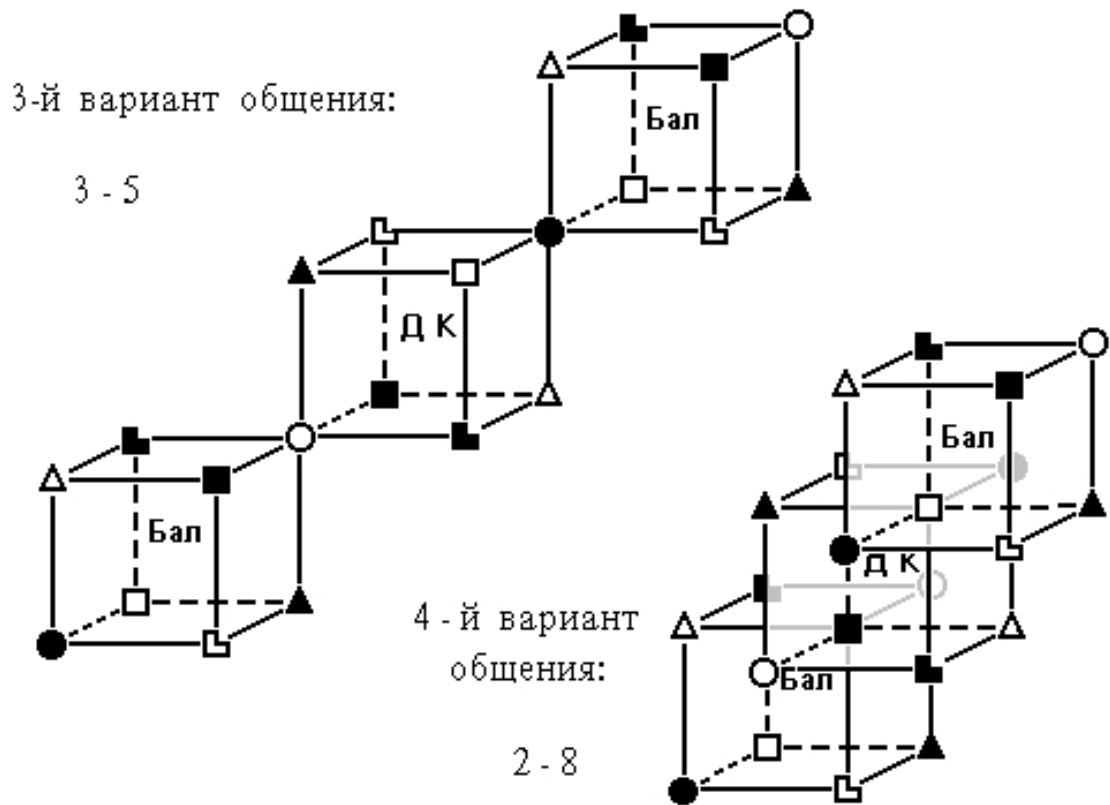 3-й вариант общения:
3 - 5
Бал
Д К
Бал
4 - й вариант
общения:
2 - 8
Бал
Д К
Бал